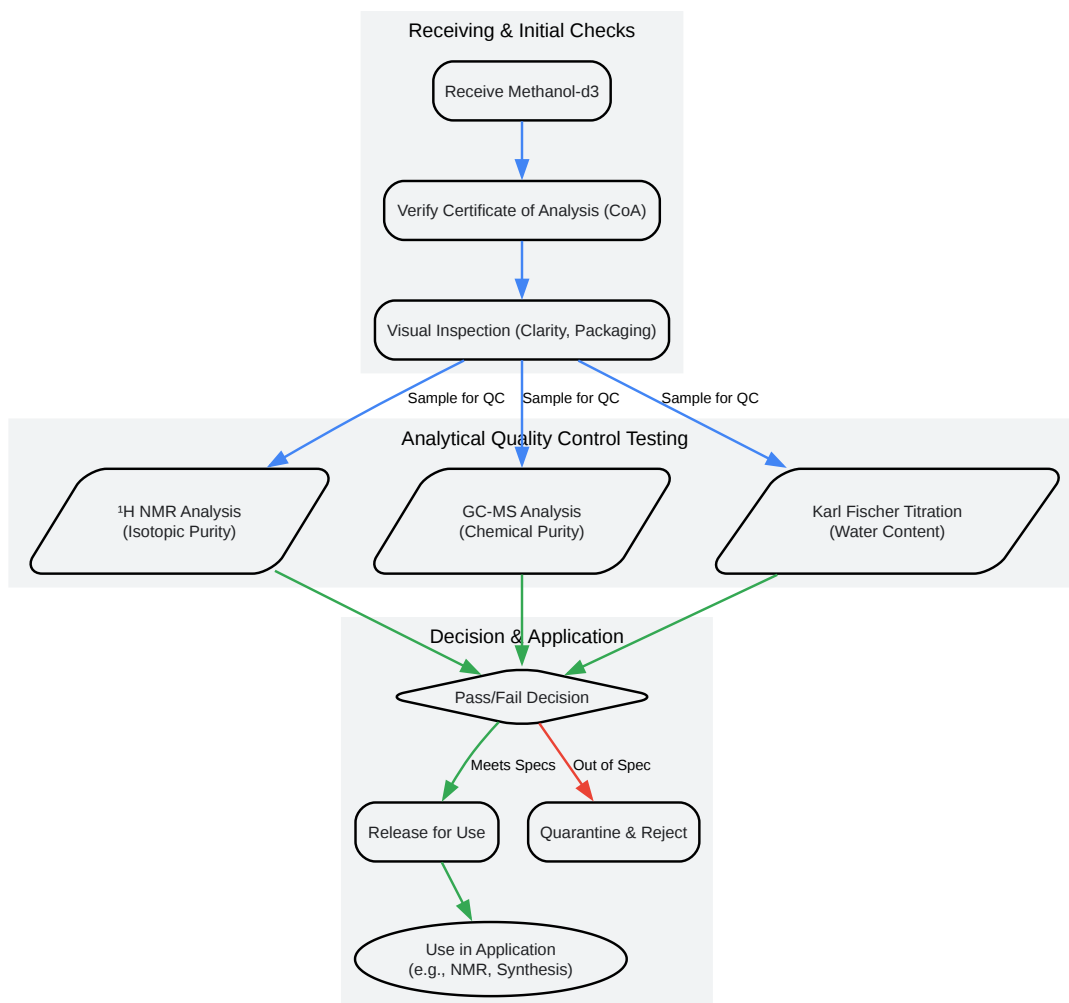 Receiving & Initial Checks
Receive Methanol-d3
Verify Certificate of Analysis (CoA)
Visual Inspection (Clarity, Packaging)
Sample for QC
Sample for QC
Sample for QC
Analytical Quality Control Testing
¹H NMR Analysis
(Isotopic Purity)
GC-MS Analysis
(Chemical Purity)
Karl Fischer Titration
(Water Content)
Decision & Application
Pass/Fail Decision
Meets Specs
Out of Spec
Release for Use
Quarantine & Reject
Use in Application
(e.g., NMR, Synthesis)